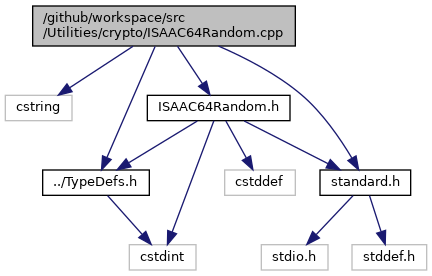 /github/workspace/src
/Utilities/crypto/ISAAC64Random.cpp
cstring
ISAAC64Random.h
../TypeDefs.h
cstddef
standard.h
cstdint
stdio.h
stddef.h